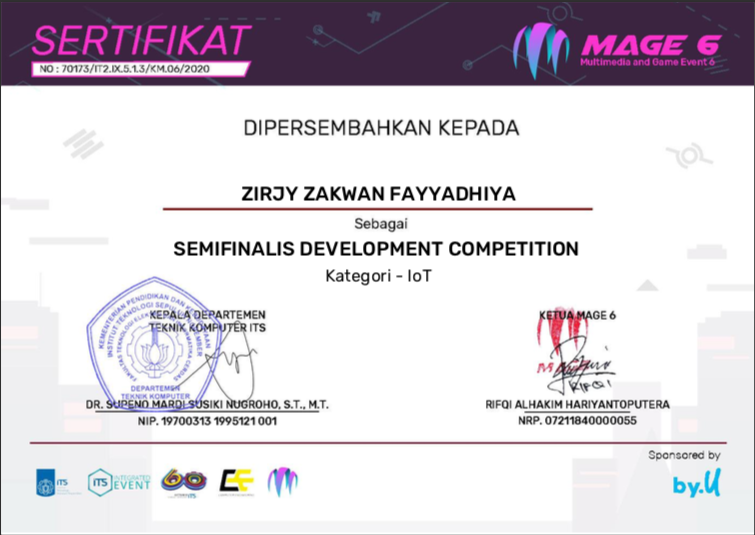 SERTIFIKAT
NO : 70173/IT2.IX.5.1.3/KM.06/2020
MAGE 6
Multimedia and Game Event 6
DIPERSEMBAHKAN KEPADA
ZIRJY ZAKWAN FAYYADHIYA
Sebagai
SEMIFINALIS DEVELOPMENT COMPETITION
Kategori - IoT
KEPALA DEPARTEMEN
TEKNIK KOMPUTER ITS
KEMENTERIAN PENDIDIKAN DAN KEBUDAYAAN
INSTITUT TEKNOLOGI SEPULUH NOPEMBER
DEPARTEMEN
TEKNIK KOMPUTER
DR. SUPENO MARDI SUSIKI NUGROHO, S.T., M.T.
NIP. 19700313 1995121 001
KETUA MAGE 6
RIFQI
RIFQI ALHAKIM HARIYANTOPUTERA
NRP. 07211840000055
Sponsored by
by.U
ITS
ITS
INTEGRATED
EVENT
60